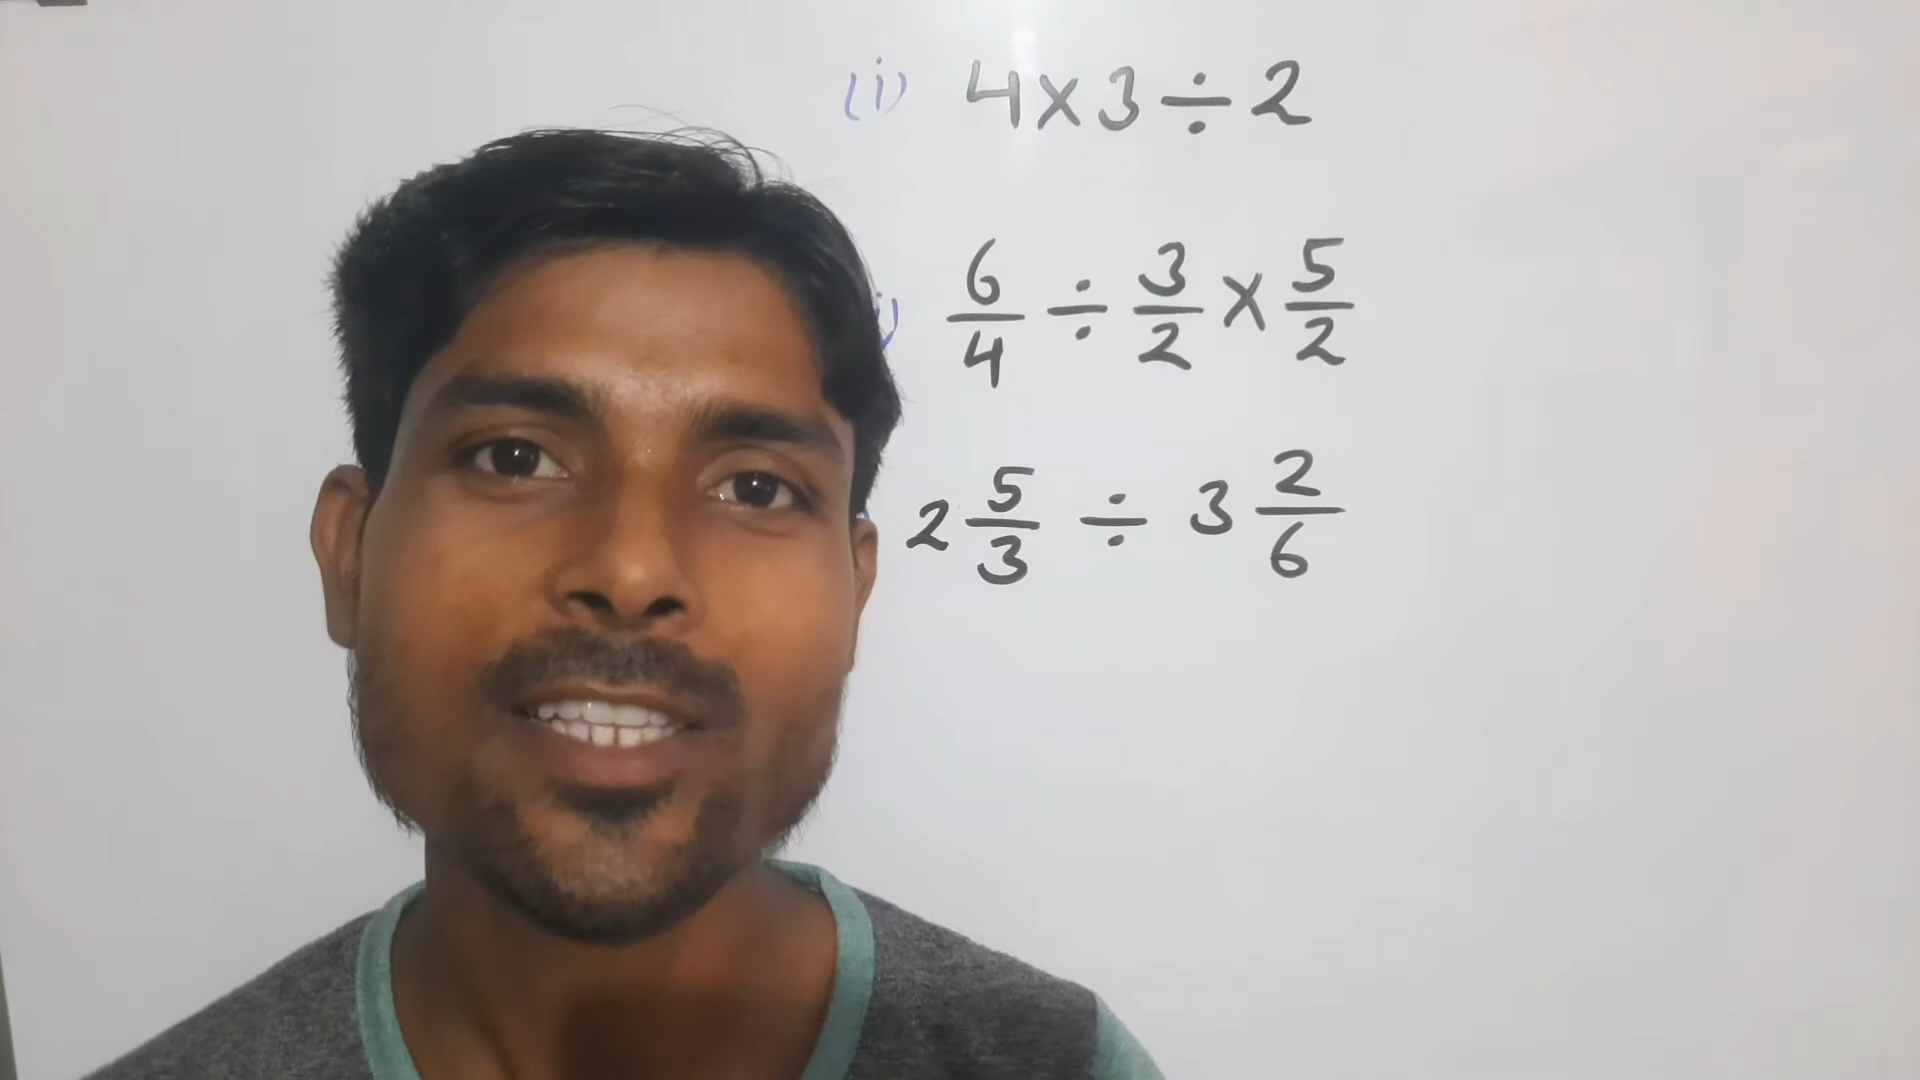 (i) 4 x 3 ÷ 2
i) 6/4 ÷ 3/2 x 5/2
2 5/3 ÷ 3 2/6